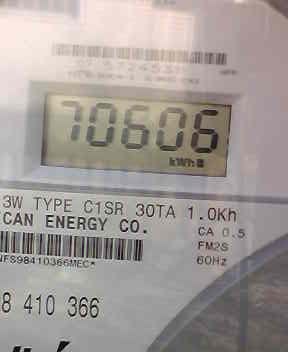 70606
kWh
3W TYPE C1SR 30TA 1.0Kh
CAN ENERGY CO.
CA 0.5
FM2S
NFS98410366MEC*
60Hz
8 410 366